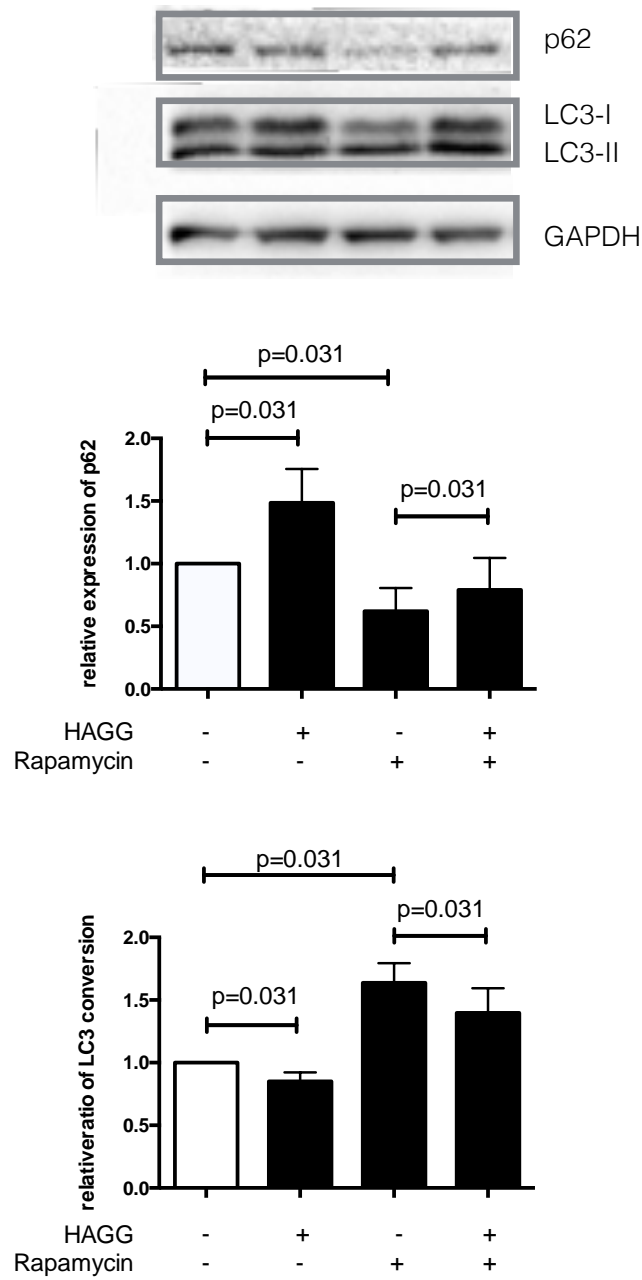 p62
LC3-I
LC3-II
GAPDH
p=0.031
p=0.031
p=0.031
relative expression of p62
2.0
1.5
1.0
0.5
0.0
HAGG - + - +
Rapamycin - - + +
p=0.031
p=0.031
p=0.031
relativeratio of LC3 conversion
2.0
1.5
1.0
0.5
0.0
HAGG - + - +
Rapamycin - - + +